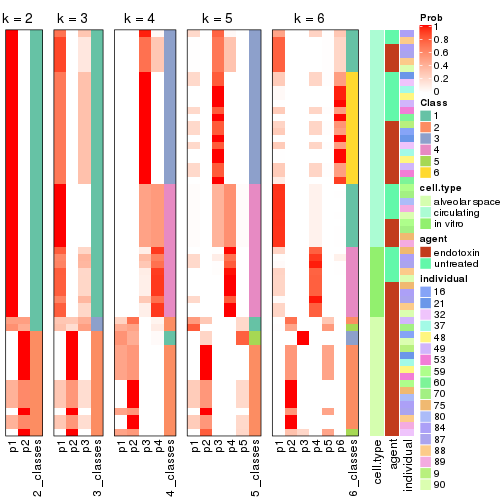 k = 2
k = 3
k = 4
k = 5
k = 6
p1
p2
2_classes
p1
p2
p3
3_classes
p1
p2
p3
p4
4_classes
p1
p2
p3
p4
p5
5_classes
p1
p2
p3
p4
p5
p6
6_classes
cell.type
agent
individual
Prob
1
0.8
0.6
0.4
0.2
0
Class
1
2
3
4
5
6
cell.type
alveolar space
circulating
in vitro
agent
endotoxin
untreated
individual
16
21
32
37
48
49
53
59
60
70
75
80
84
87
88
89
9
90